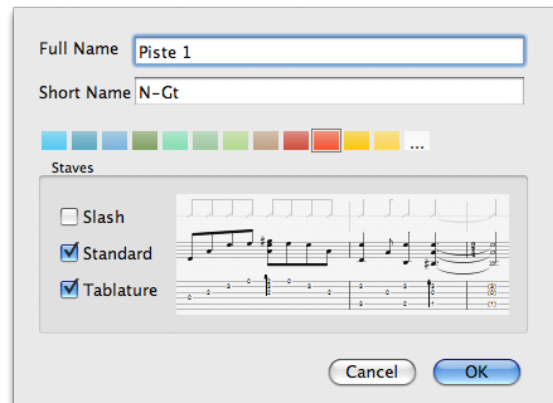 Full Name Piste 1
Short Name N-Gt
...
Staves
Slash
Standard
Tablature
Cancel OK